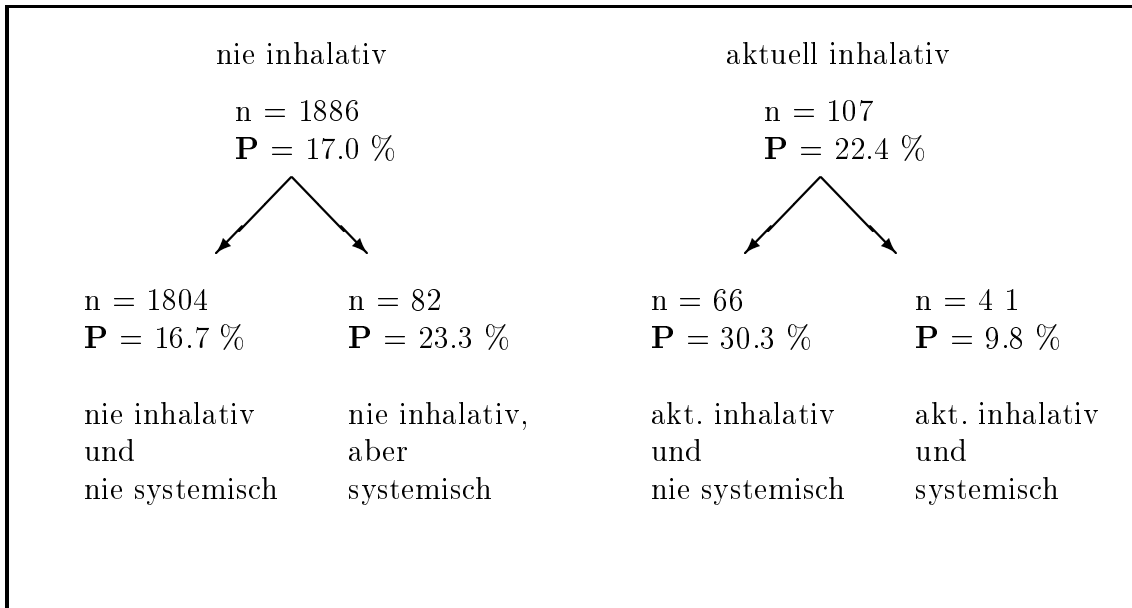 nie inhalativ
n = 1886
P = 17.0 %
n = 1804
P = 16.7 %
nie inhalativ
und
nie systemisch
n = 82
P = 23.3 %
nie inhalativ,
aber
systemisch
aktuell inhalativ
n = 107
P = 22.4 %
n = 66
P = 30.3 %
akt. inhalativ
und
nie systemisch
n = 4 1
P = 9.8 %
akt. inhalativ
und
systemisch